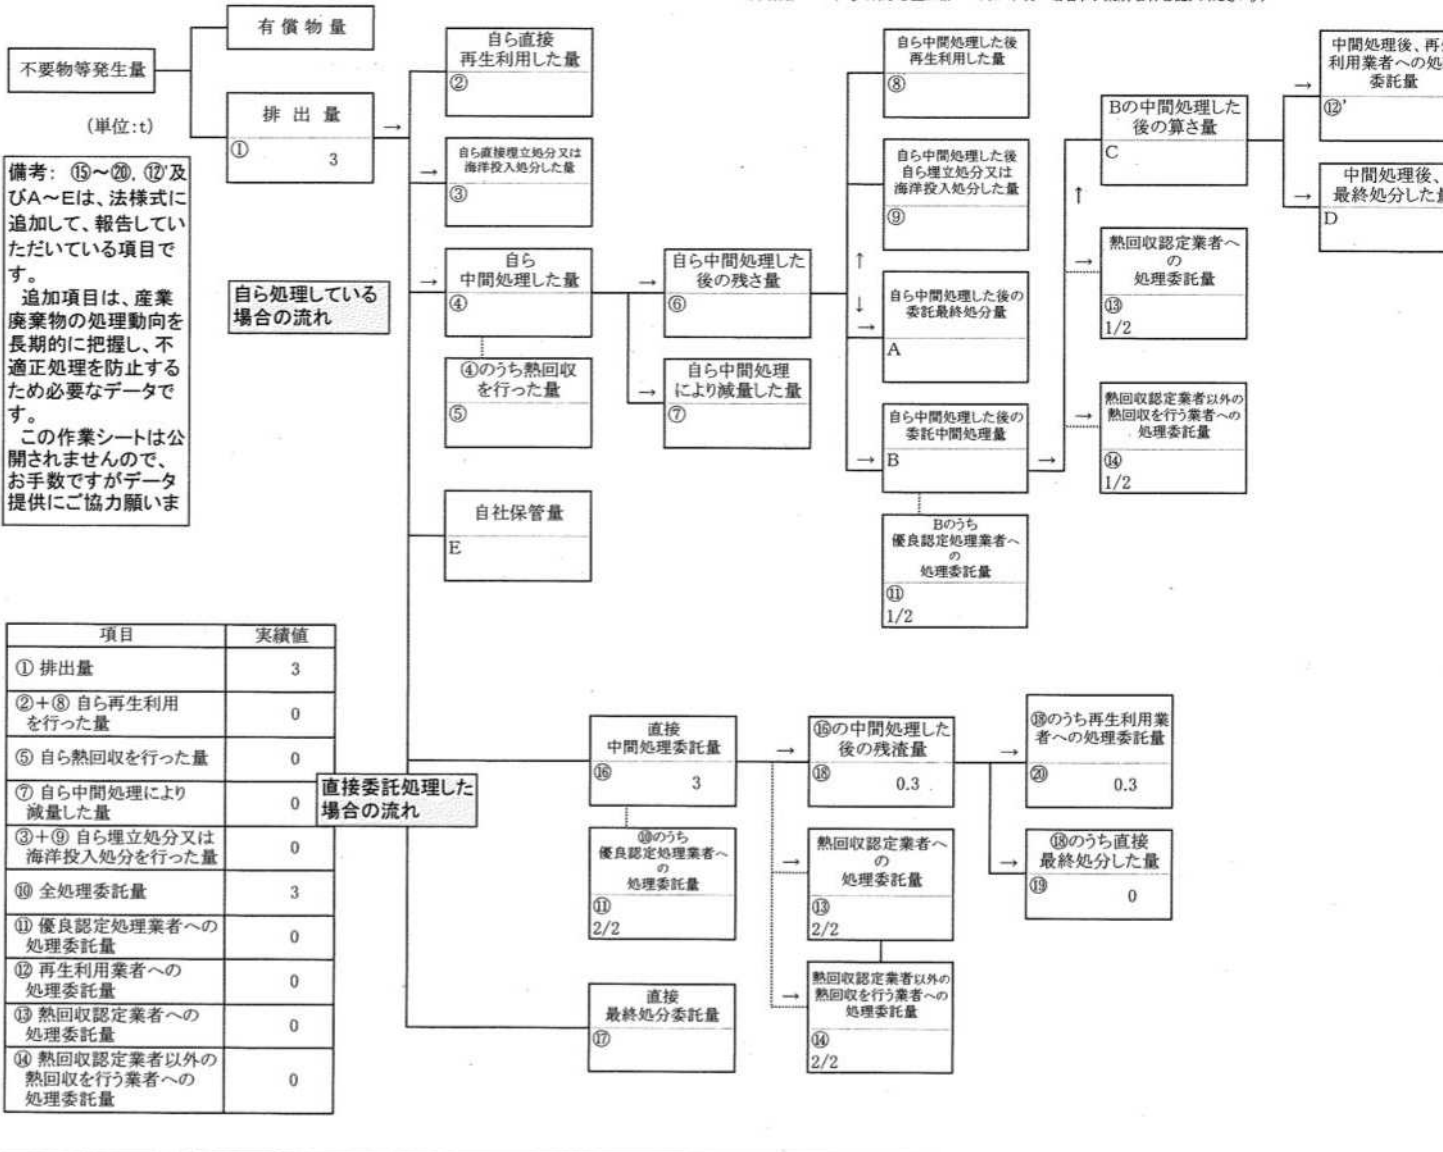 有償物量
不要物等発生量
(単位:t)
排出量
→
①
3
備考: ⑮～⑳, ⑫'及
びA～Eは、法様式に
追加して、報告してい
ただいている項目で
す。
追加項目は、産業
廃棄物の処理動向を
長期的に把握し、不
適正処理を防止する
ため必要なデータで
す。
この作業シートは公
開されませんので、
お手数ですがデータ
提供にご協力願いま
自ら処理している
場合の流れ
自ら直接
再生利用した量
②
→
自ら直接埋立処分又は
海洋投入処分した量
③
→
自ら
中間処理した量
④
④のうち熱回収
を行った量
⑤
自社保管量
E
→
自ら中間処理した
後の残さ量
⑥
→
自ら中間処理
により減量した量
⑦
自ら中間処理した後
再生利用した量
⑧
自ら中間処理した後
自ら埋立処分又は
海洋投入処分した量
⑨
↑
↓
→
自ら中間処理した後の
委託最終処分量
A
自ら中間処理した後の
委託中間処理量
→
B
→
Bのうち
優良認定処理業者へ
の
処理委託量
⑪
1/2
Bの中間処理した
後の算さ量
C
↑
→
熱回収認定業者へ
の
処理委託量
⑬
1/2
→
熱回収認定業者以外の
熱回収を行う業者への
処理委託量
⑭
1/2
→
中間処理後、再
利用業者への処
委託量
⑫'
→
中間処理後、
最終処分した
D
項目 実績値
① 排出量 3
②+⑧ 自ら再生利用
を行った量 0
⑤ 自ら熱回収を行った量 0
⑦ 自ら中間処理により
減量した量 0
③+⑨ 自ら埋立処分又は
海洋投入処分を行った量 0
⑩ 全処理委託量 3
⑪ 優良認定処理業者への
処理委託量 0
⑫ 再生利用業者への
処理委託量 0
⑬ 熱回収認定業者への
処理委託量 0
⑭ 熱回収認定業者以外の
熱回収を行う業者への
処理委託量 0
直接委託処理した
場合の流れ
直接
中間処理委託量
⑯
3
⑩のうち
優良認定処理業者へ
の
処理委託量
⑪
2/2
直接
最終処分委託量
⑰
→
⑯の中間処理した
後の残渣量
⑱
0.3
→
熱回収認定業者へ
の
処理委託量
⑬
2/2
→
熱回収認定業者以外の
熱回収を行う業者への
処理委託量
⑭
2/2
→
⑱のうち再生利用業
者への処理委託量
⑳
0.3
→
⑱のうち直接
最終処分した量
⑲
0